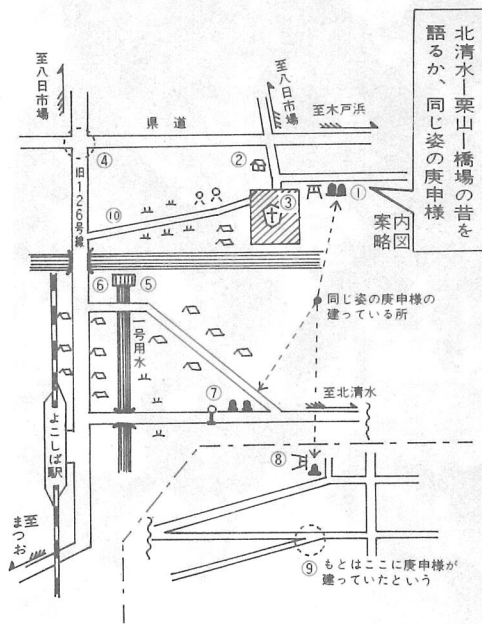 北清水ー栗山ー橋場の昔を
語るか、同じ姿の庚申様
案内
略図
至八日市場
至八日市場
至木戸浜
県道
④
②
①
③
旧126号線
⑩
⑥
⑤
同じ姿の庚申様の
建っている所
一号用水
⑦
至北清水
よこしば駅
⑧
至まつお
⑨
もとはここに庚申様が
建っていたという